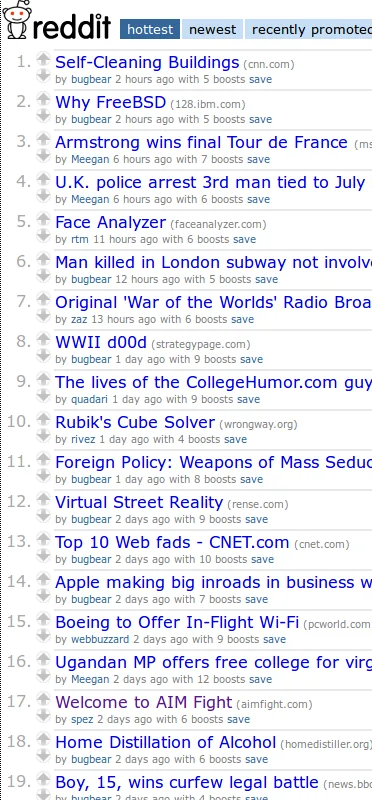 reddit hottest newest recently promoted
1. Self-Cleaning Buildings (cnn.com)
by bugbear 2 hours ago with 5 boosts save
2. Why FreeBSD (128.ibm.com)
by bugbear 2 hours ago with 5 boosts save
3. Armstrong wins final Tour de France (ms
by Meegan 6 hours ago with 7 boosts save
4. U.K. police arrest 3rd man tied to July
by Meegan 6 hours ago with 6 boosts save
5. Face Analyzer (faceanalyzer.com)
by rtm 11 hours ago with 6 boosts save
6. Man killed in London subway not involv
by bugbear 12 hours ago with 5 boosts save
7. Original 'War of the Worlds' Radio Broa
by zaz 13 hours ago with 6 boosts save
8. WWII d00d (strategypage.com)
by bugbear 1 day ago with 9 boosts save
9. The lives of the CollegeHumor.com guy
by quadari 1 day ago with 9 boosts save
10. Rubik's Cube Solver (wrongway.org)
by rivez 1 day ago with 4 boosts save
11. Foreign Policy: Weapons of Mass Seduc
by bugbear 1 day ago with 8 boosts save
12. Virtual Street Reality (rense.com)
by bugbear 2 days ago with 9 boosts save
13. Top 10 Web fads - CNET.com (cnet.com)
by bugbear 2 days ago with 10 boosts save
14. Apple making big inroads in business w
by bugbear 2 days ago with 7 boosts save
15. Boeing to Offer In-Flight Wi-Fi (pcworld.com
by webbuzzard 2 days ago with 9 boosts save
16. Ugandan MP offers free college for virg
by Meegan 2 days ago with 12 boosts save
17. Welcome to AIM Fight (aimfight.com)
by spez 2 days ago with 6 boosts save
18. Home Distillation of Alcohol (homedistiller.org)
by bugbear 2 days ago with 6 boosts save
19. Boy, 15, wins curfew legal battle (news.bbc
by bugbear 2 days ago with 4 boosts save